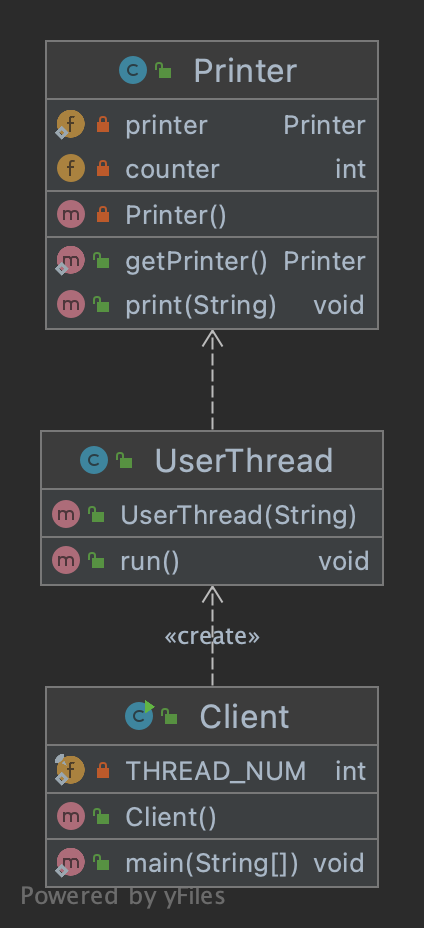 Printer
printer Printer
counter int
Printer()
getPrinter() Printer
print(String) void
UserThread
UserThread(String)
run() void
«create»
Client
THREAD_NUM int
Client()
main(String[]) void
Powered by yFiles